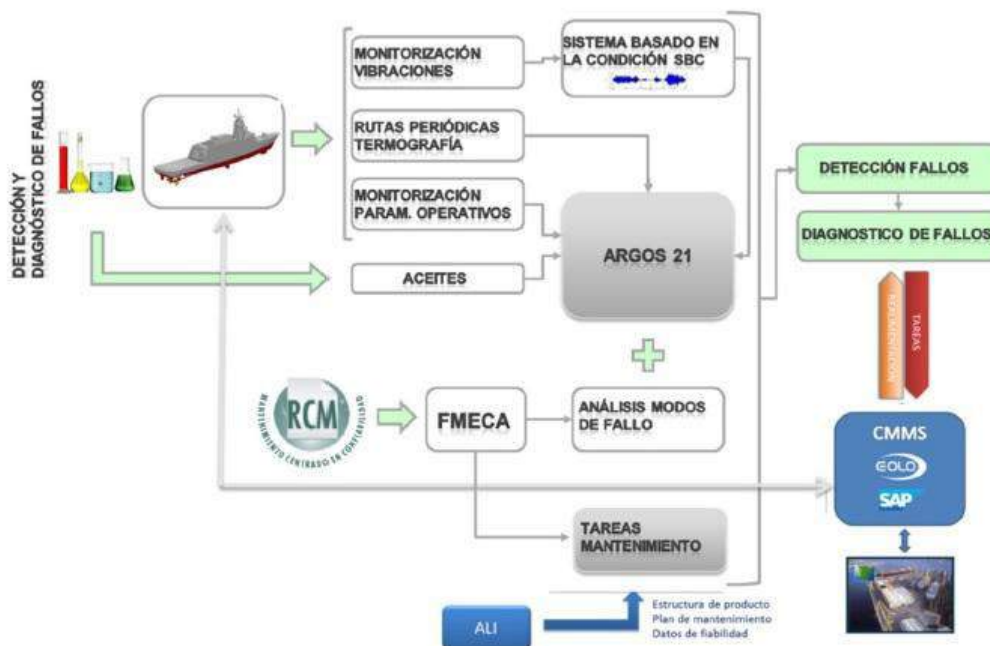 DETECCIÓN Y
DIAGNÓSTICO DE FALLOS
MONITORIZACIÓN
VIBRACIONES
SISTEMA BASADO EN
LA CONDICIÓN SBC
RUTAS PERIÓDICAS
TERMOGRAFÍA
MONITORIZACIÓN
PARAM. OPERATIVOS
ACEITES
ARGOS 21
DETECCIÓN FALLOS
DIAGNOSTICO DE FALLOS
REALIMENTACION
TAREAS
RCM
MANTENIMIENTO CENTRADO EN CONFIABILIDAD
FMECA
ANÁLISIS MODOS
DE FALLO
CMMS
EOLO
SAP
TAREAS
MANTENIMIENTO
ALI
Estructura de producto
Plan de mantenimiento
Datos de fiabilidad